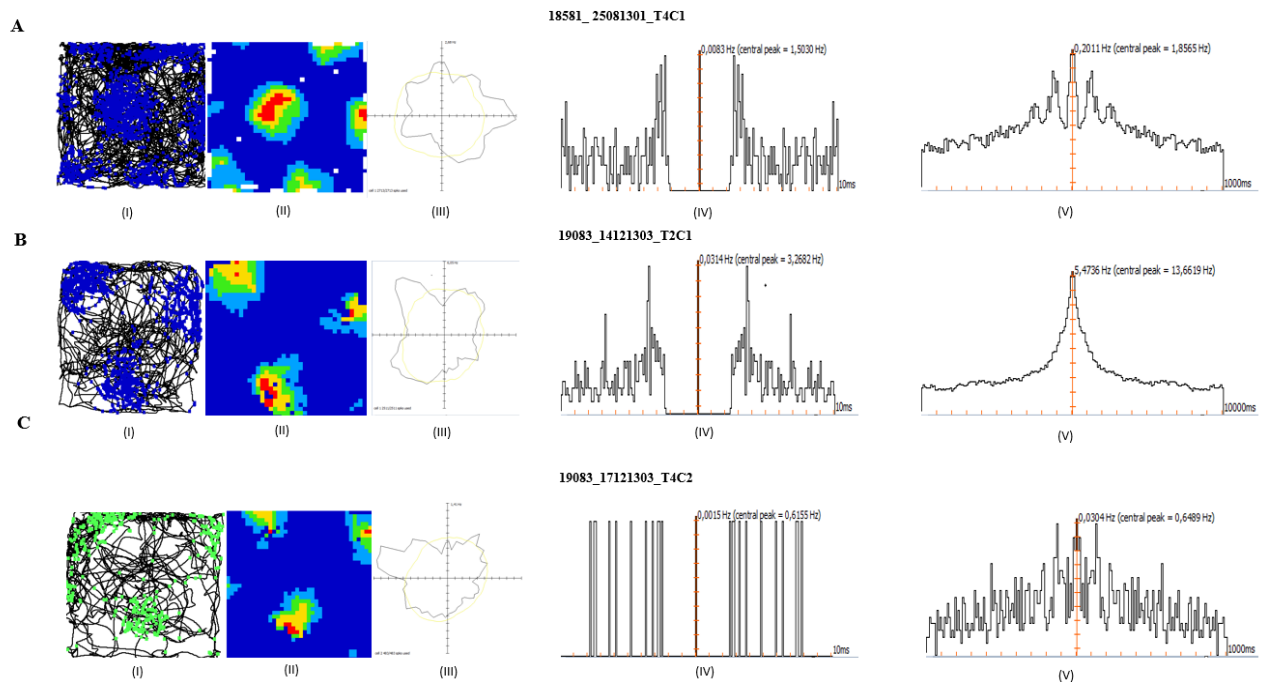 18581_ 25081301_T4C1
A
0,0083 Hz (central peak = 1,5030 Hz)
0,2011 Hz (central peak = 1,8565 Hz)
10ms
1000ms
(I)
(II)
(III)
(IV)
(V)
B
19083_14121303_T2C1
0,0314 Hz (central peak = 3,2682 Hz)
5,4736 Hz (central peak = 13,6619 Hz)
10ms
10000ms
(I)
(II)
(III)
(IV)
(V)
C
19083_17121303_T4C2
0,0015 Hz (central peak = 0,6155 Hz)
0,0304 Hz (central peak = 0,6489 Hz)
10ms
1000ms
(I)
(II)
(III)
(IV)
(V)